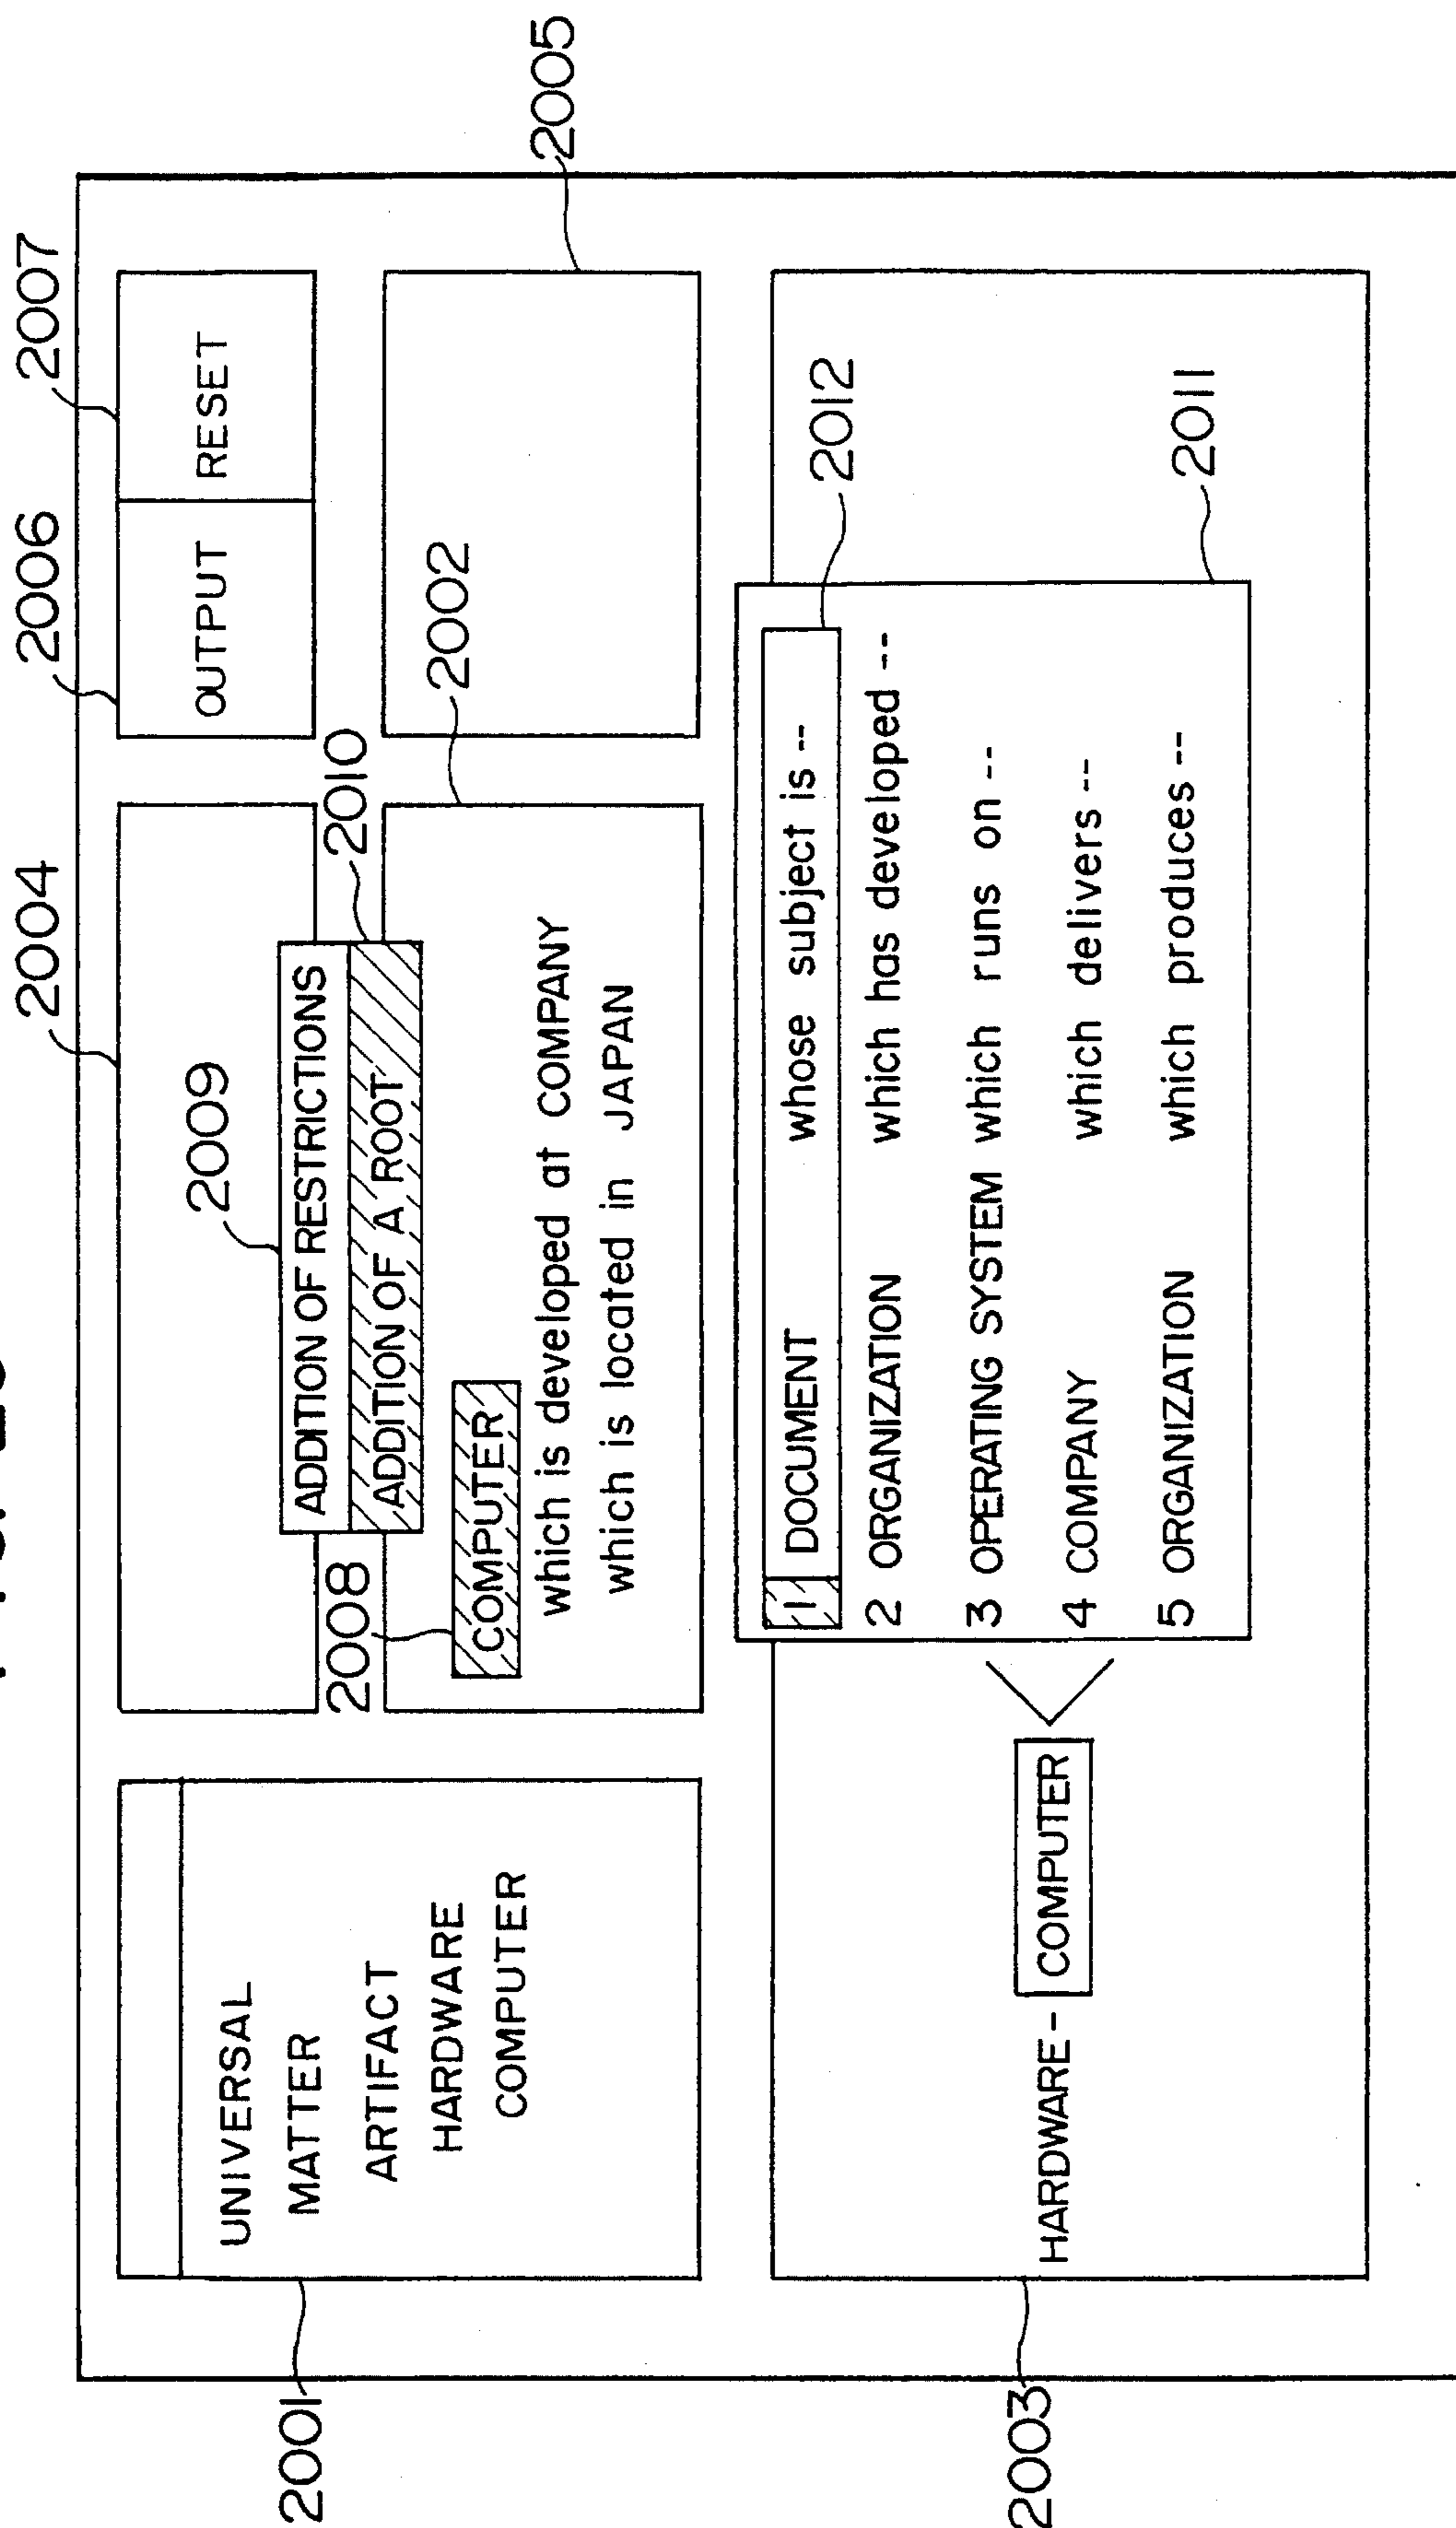 2004
2006
2007
OUTPUT RESET
2009
ADDITION OF RESTRICTIONS
ADDITION OF A ROOT
2010
2008
COMPUTER
which is developed at COMPANY
which is located in JAPAN
2002
2005
2001
UNIVERSAL
MATTER
ARTIFACT
HARDWARE
COMPUTER
2003
HARDWARE - COMPUTER
1 DOCUMENT whose subject is --
2 ORGANIZATION which has developed --
3 OPERATING SYSTEM which runs on --
4 COMPANY which delivers --
5 ORGANIZATION which produces --
2012
2011